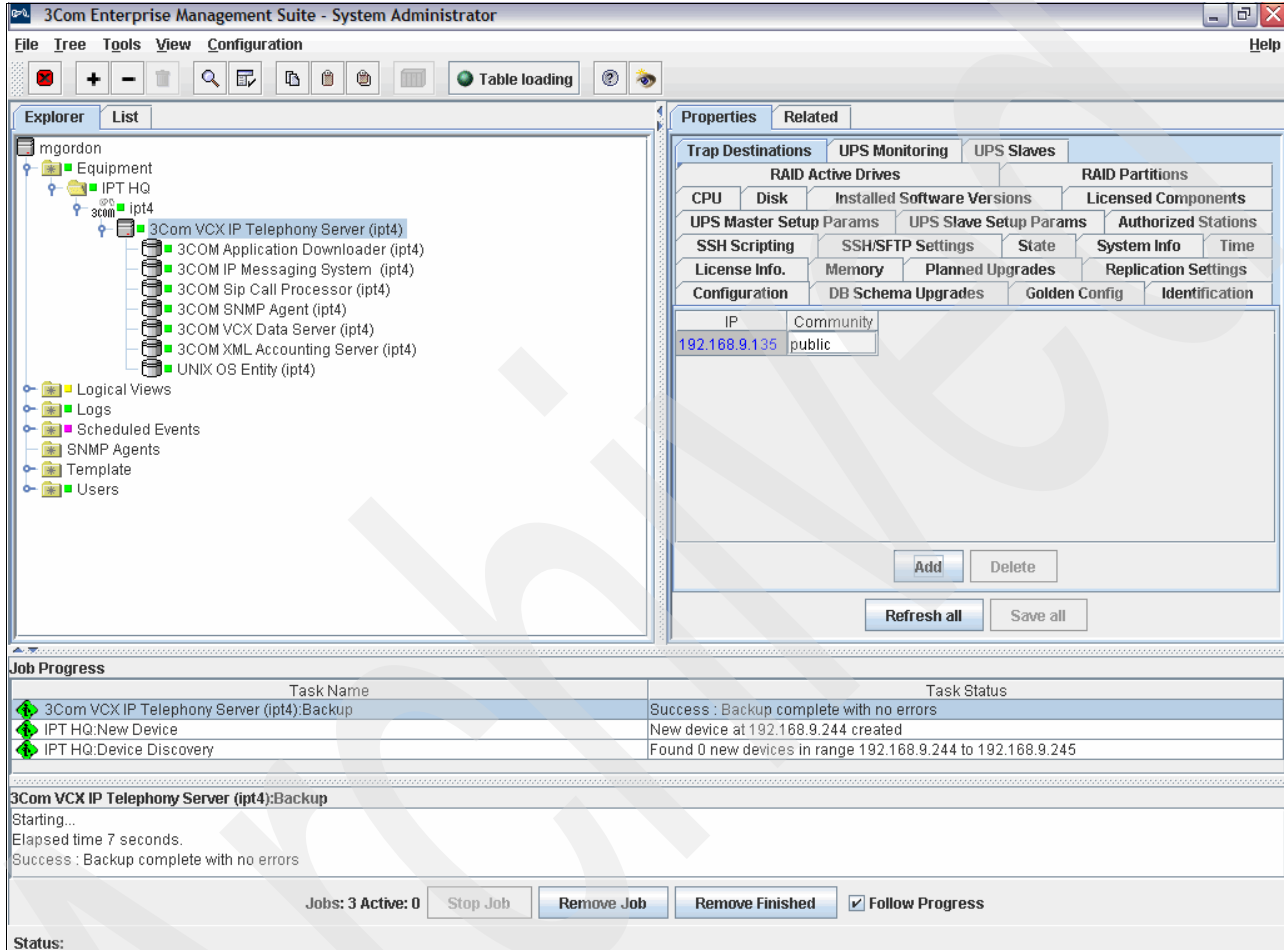 3Com Enterprise Management Suite - System Administrator
File Tree Tools View Configuration Help
Table loading
Explorer List
mgordon
Equipment
IPT HQ
3com ipt4
3Com VCX IP Telephony Server (ipt4)
3COM Application Downloader (ipt4)
3COM IP Messaging System (ipt4)
3COM Sip Call Processor (ipt4)
3COM SNMP Agent (ipt4)
3COM VCX Data Server (ipt4)
3COM XML Accounting Server (ipt4)
UNIX OS Entity (ipt4)
Logical Views
Logs
Scheduled Events
SNMP Agents
Template
Users
Properties Related
Trap Destinations UPS Monitoring UPS Slaves
RAID Active Drives RAID Partitions
CPU Disk Installed Software Versions Licensed Components
UPS Master Setup Params UPS Slave Setup Params Authorized Stations
SSH Scripting SSH/SFTP Settings State System Info Time
License Info. Memory Planned Upgrades Replication Settings
Configuration DB Schema Upgrades Golden Config Identification
IP Community
192.168.9.135 public
Add Delete
Refresh all Save all
Job Progress
Task Name Task Status
3Com VCX IP Telephony Server (ipt4):Backup Success : Backup complete with no errors
IPT HQ:New Device New device at 192.168.9.244 created
IPT HQ:Device Discovery Found 0 new devices in range 192.168.9.244 to 192.168.9.245
3Com VCX IP Telephony Server (ipt4):Backup
Starting...
Elapsed time 7 seconds.
Success : Backup complete with no errors
Jobs: 3 Active: 0 Stop Job Remove Job Remove Finished Follow Progress
Status:
Archived